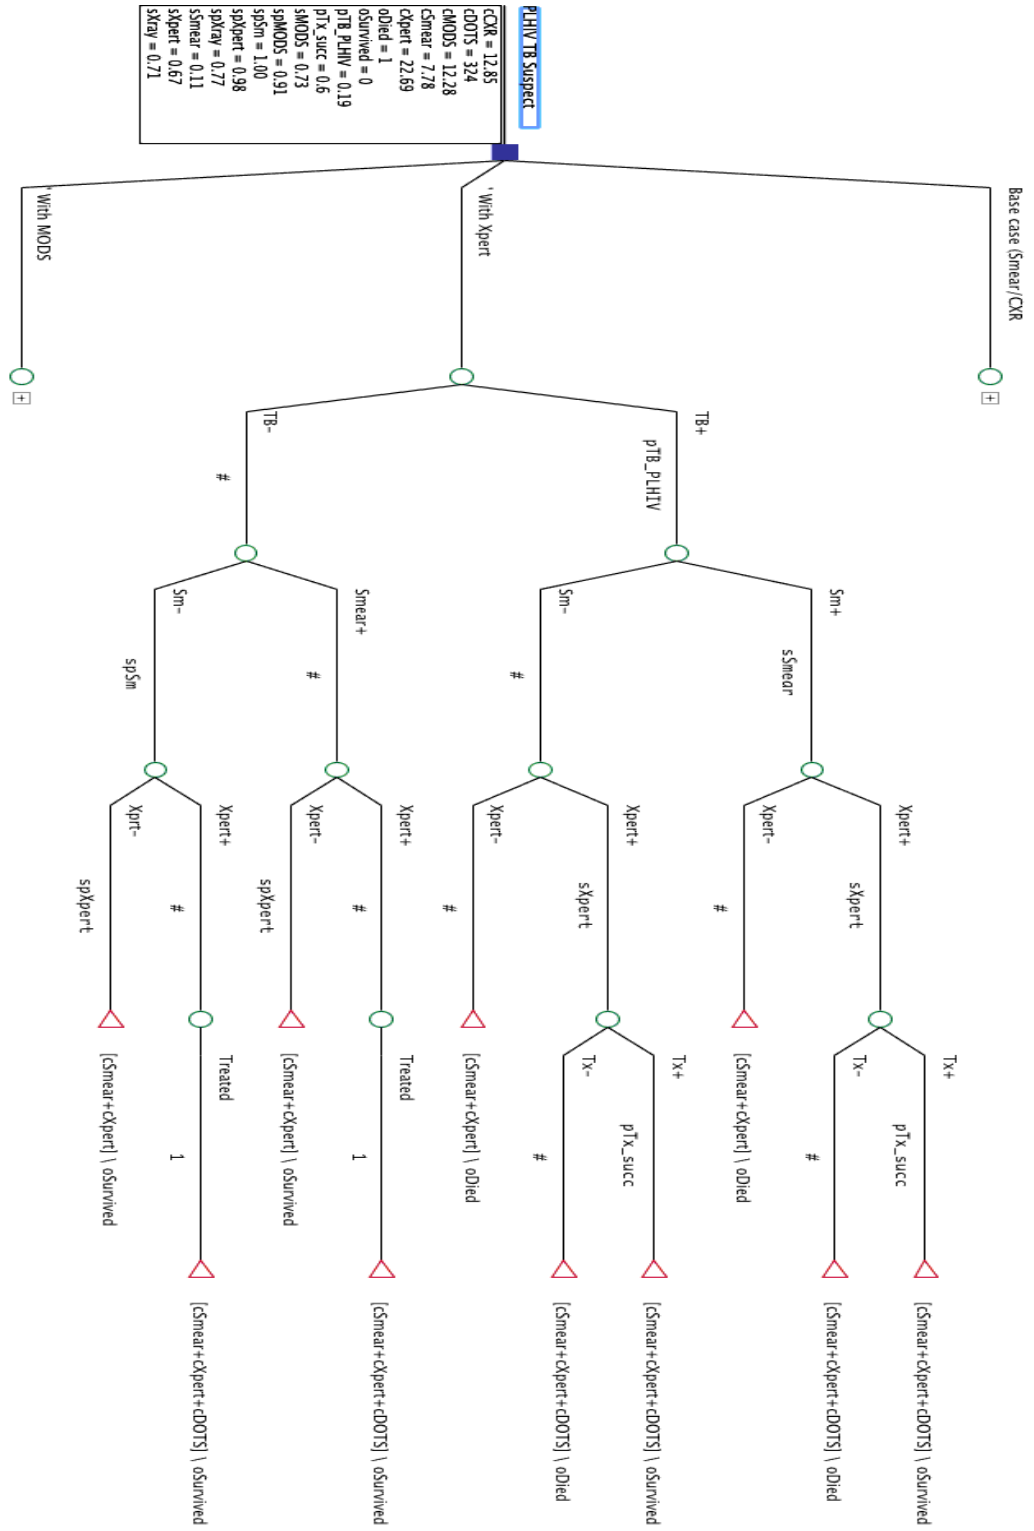 PLHIV TB Suspect
cCXR = 12.85
cDOTS = 324
cMODS = 12.28
cSmear = 7.78
cXpert = 22.69
oDied = 1
oSurvived = 0
pTB_PLHIV = 0.19
pTx_succ = 0.6
sMODS = 0.73
spMODS = 0.91
spSm = 1.00
spXpert = 0.98
spXray = 0.77
sSmear = 0.11
sXpert = 0.67
sXray = 0.71
Base case (Smear/CXR
+
'With Xpert
TB+
pTB_PLHIV
Sm+
sSmear
Xpert+
sXpert
Tx+
pTx_succ
[cSmear+cXpert+cDOTS] \ oSurvived
Tx-
#
[cSmear+cXpert+cDOTS] \ oDied
Xpert-
#
[cSmear+cXpert] \ oDied
Sm-
#
Xpert+
sXpert
Tx+
pTx_succ
[cSmear+cXpert+cDOTS] \ oSurvived
Tx-
#
[cSmear+cXpert+cDOTS] \ oDied
Xpert-
#
[cSmear+cXpert] \ oDied
TB-
#
Smear+
#
Xpert+
#
Treated
1
[cSmear+cXpert+cDOTS] \ oSurvived
Xpert-
spXpert
[cSmear+cXpert] \ oSurvived
Sm-
spSm
Xpert+
#
Treated
1
[cSmear+cXpert+cDOTS] \ oSurvived
Xprt-
spXpert
[cSmear+cXpert] \ oSurvived
'With MODS
+